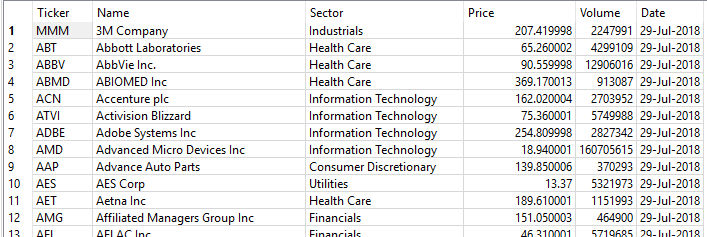 Ticker Name Sector Price Volume Date
1 MMM 3M Company Industrials 207.419998 2247991 29-Jul-2018
2 ABT Abbott Laboratories Health Care 65.260002 4299109 29-Jul-2018
3 ABBV AbbVie Inc. Health Care 90.559998 12906016 29-Jul-2018
4 ABMD ABIOMED Inc Health Care 369.170013 913087 29-Jul-2018
5 ACN Accenture plc Information Technology 162.020004 2703952 29-Jul-2018
6 ATVI Activision Blizzard Information Technology 75.360001 5749988 29-Jul-2018
7 ADBE Adobe Systems Inc Information Technology 254.809998 2827342 29-Jul-2018
8 AMD Advanced Micro Devices Inc Information Technology 18.940001 160705615 29-Jul-2018
9 AAP Advance Auto Parts Consumer Discretionary 139.850006 370293 29-Jul-2018
10 AES AES Corp Utilities 13.37 5321973 29-Jul-2018
11 AET Aetna Inc Health Care 189.610001 1151993 29-Jul-2018
12 AMG Affiliated Managers Group Inc Financials 151.050003 464900 29-Jul-2018
13 AFL AFLAC Inc Financials 46.310001 5719685 29-Jul-2018